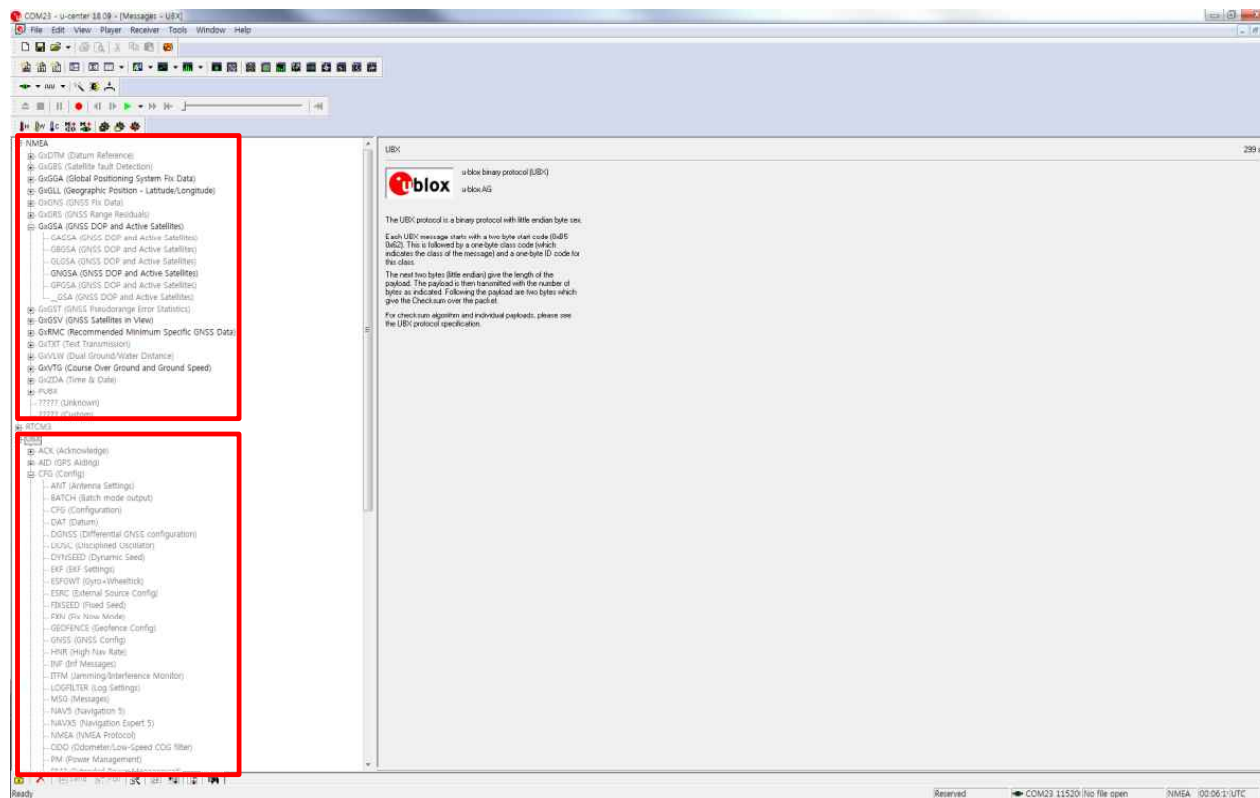 COM23 - u-center 18.09 - [Messages - UBX]
File Edit View Player Receiver Tools Window Help
NMEA
GxDTM (Datum Reference)
GxGBS (Satellite Fault Detection)
GxGGA (Global Positioning System Fix Data)
GxGLL (Geographic Position - Latitude/Longitude)
GxGNS (GNSS Fix Data)
GxGRS (GNSS Range Residuals)
GxGSA (GNSS DOP and Active Satellites)
GAGSA (GNSS DOP and Active Satellites)
GBGSA (GNSS DOP and Active Satellites)
GLGSA (GNSS DOP and Active Satellites)
GNGSA (GNSS DOP and Active Satellites)
GPGSA (GNSS DOP and Active Satellites)
__GSA (GNSS DOP and Active Satellites)
GxGST (GNSS Pseudorange Error Statistics)
GxGSV (GNSS Satellites in View)
GxRMC (Recommended Minimum Specific GNSS Data)
GxTXT (Text Transmission)
GxVLW (Dual Ground/Water Distance)
GxVTG (Course Over Ground and Ground Speed)
GxZDA (Time & Date)
PUBX
????? (Unknown)
????? (Custom)
RTCM3
UBX
ACK (Acknowledge)
AID (GPS Aiding)
CFG (Config)
ANT (Antenna Settings)
BATCH (Batch mode output)
CFG (Configuration)
DAT (Datum)
DGNSS (Differential GNSS configuration)
DOSC (Disciplined Oscillator)
DYNSEED (Dynamic Seed)
EKF (EKF Settings)
ESFGWT (Gyro+Wheeltick)
ESRC (External Source Config)
FIXSEED (Fixed Seed)
FXN (Fix Now Mode)
GEOFENCE (Geofence Config)
GNSS (GNSS Config)
HNR (High Nav Rate)
INF (Inf Messages)
ITFM (Jamming/Interference Monitor)
LOGFILTER (Log Settings)
MSG (Messages)
NAV5 (Navigation 5)
NAVX5 (Navigation Expert 5)
NMEA (NMEA Protocol)
ODO (Odometer/Low-Speed COG filter)
PM (Power Management)
UBX
299 s
ublox
u-blox binary protocol (UBX)
u-blox AG
The UBX protocol is a binary protocol with little endian byte sex.
Each UBX message starts with a two byte start code (0xB5
0x62). This is followed by a one-byte class code (which
indicates the class of the message) and a one-byte ID code for
this class.
The next two bytes (little endian) give the length of the
payload. The payload is then transmitted with the number of
bytes as indicated. Following the payload are two bytes which
give the Checksum over the packet.
For checksum algorithm and individual payloads, please see
the UBX protocol specification.
Ready
Reserved
COM23 11520
No file open
NMEA
UTC